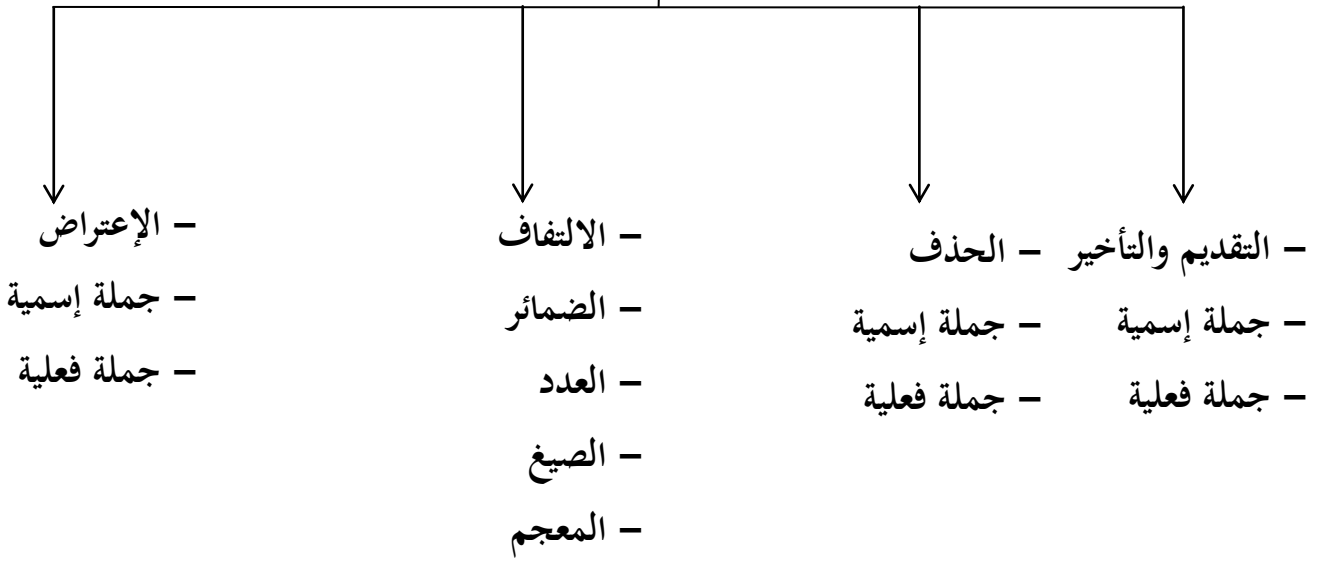 – التقديم والتأخير
– جملة إسمية
– جملة فعلية
– الحذف
– جملة إسمية
– جملة فعلية
– الالتفاف
– الضمائر
– العدد
– الصيغ
– المعجم
– الإعتراض
– جملة إسمية
– جملة فعلية